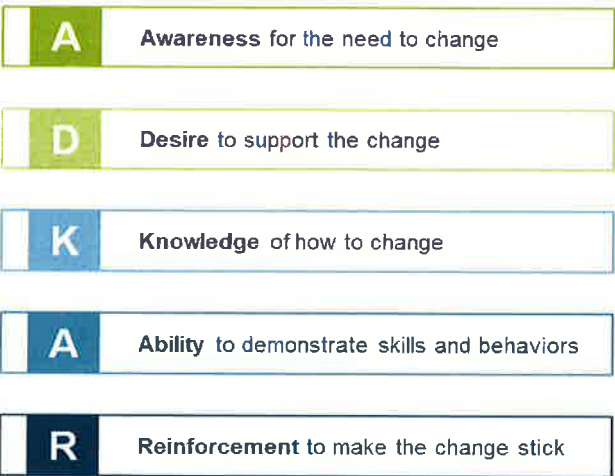 A Awareness for the need to change
D Desire to support the change
K Knowledge of how to change
A Ability to demonstrate skills and behaviors
R Reinforcement to make the change stick